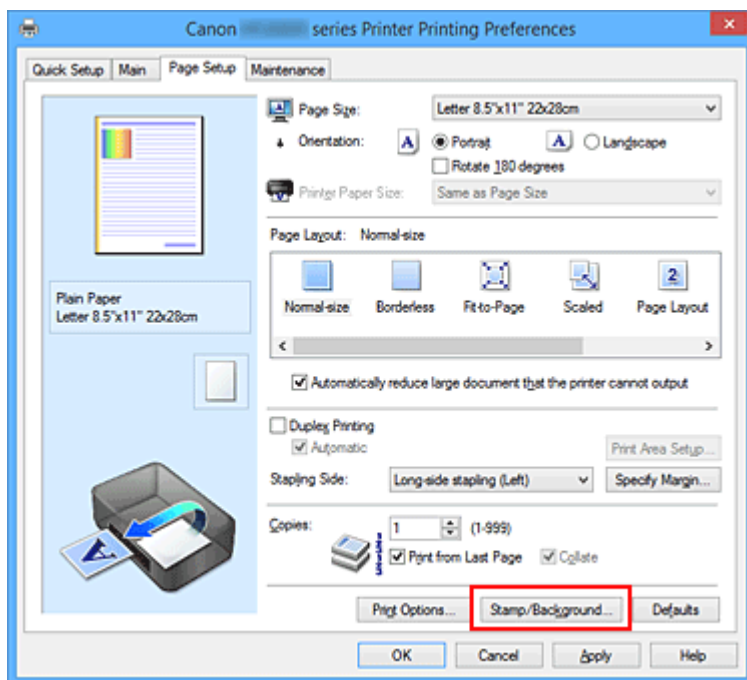 Canon series Printer Printing Preferences
Quick Setup Main Page Setup Maintenance
Page Size: Letter 8.5"x11" 22x28cm
Orientation: A Portrait A Landscape
Rotate 180 degrees
Printer Paper Size: Same as Page Size
Page Layout: Normal-size
2
Normal-size Borderless Fit-to-Page Scaled Page Layout
Plain Paper
Letter 8.5"x11" 22x28cm
Automatically reduce large document that the printer cannot output
Duplex Printing
Automatic Print Area Setup...
Stapling Side: Long-side stapling (Left) Specify Margin...
Copies: 1 (1-999)
Print from Last Page Collate
A
Print Options... Stamp/Background... Defaults
OK Cancel Apply Help